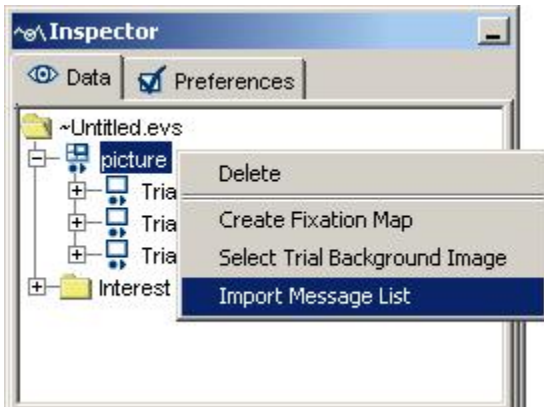 Inspector
Data Preferences
~Untitled.evs
picture
Delete
Tria
Create Fixation Map
Tria
Select Trial Background Image
Tria
Interest
Import Message List